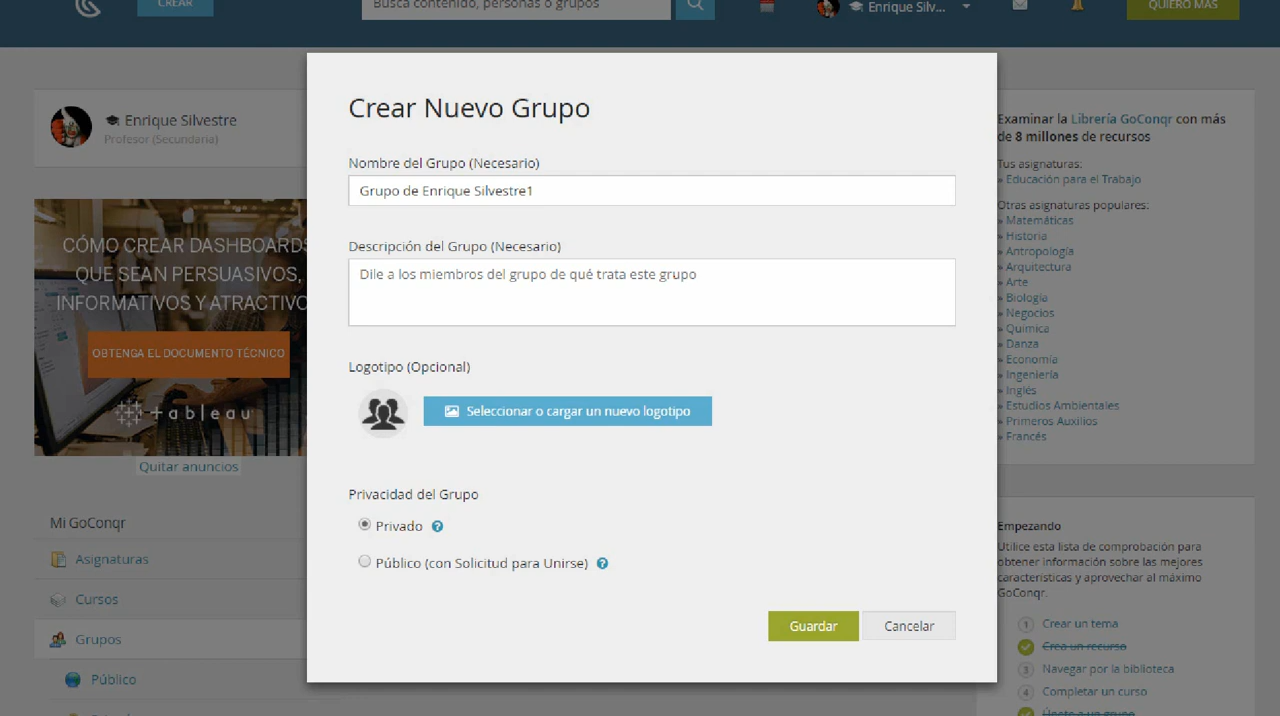 CREAR
Busca contenido, personas o grupos
Enrique Silv...
QUIERO MÁS
Enrique Silvestre
Profesor (Secundaria)
CÓMO CREAR DASHBOARDS
QUE SEAN PERSUASIVOS,
INFORMATIVOS Y ATRACTIVO
OBTENGA EL DOCUMENTO TÉCNICO
+ableau
Quitar anuncios
Mi GoConqr
Asignaturas
Cursos
Grupos
Público
Crear Nuevo Grupo
Nombre del Grupo (Necesario)
Grupo de Enrique Silvestre1
Descripción del Grupo (Necesario)
Dile a los miembros del grupo de qué trata este grupo
Logotipo (Opcional)
Seleccionar o cargar un nuevo logotipo
Privacidad del Grupo
Privado ?
Público (con Solicitud para Unirse) ?
Guardar
Cancelar
Examinar la Librería GoConqr con más
de 8 millones de recursos
Tus asignaturas:
» Educación para el Trabajo
Otras asignaturas populares:
» Matemáticas
» Historia
» Antropología
» Arquitectura
» Arte
» Biología
» Negocios
» Química
» Danza
» Economía
» Ingeniería
» Inglés
» Estudios Ambientales
» Primeros Auxilios
» Francés
Empezando
Utilice esta lista de comprobación para
obtener información sobre las mejores
características y aprovechar al máximo
GoConqr.
1 Crear un tema
Crea un recurso
3 Navegar por la biblioteca
4 Completar un curso
Únete a un grupo